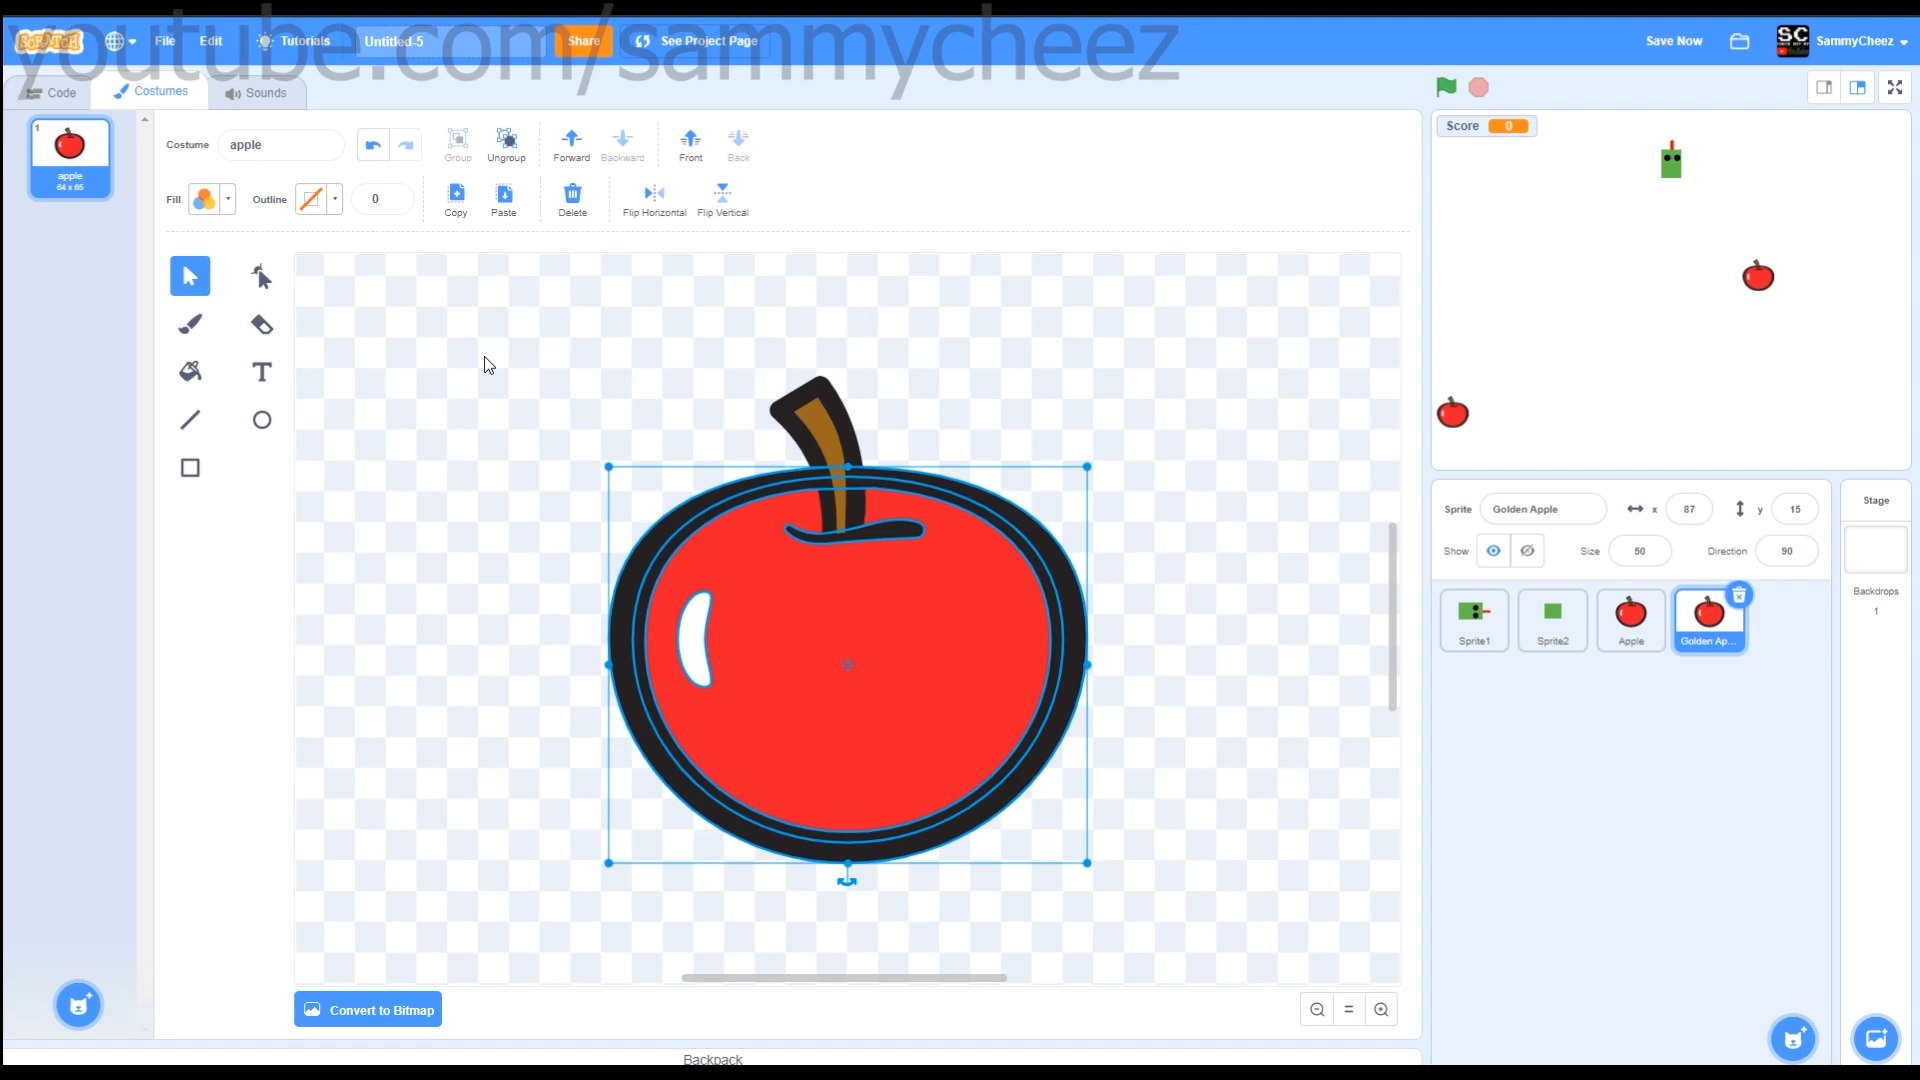 youtube.com/sammycheez
SCRATCH
File
Edit
Tutorials
Untitled-5
Share
See Project Page
Save Now
SC
SammyCheez
Code
Costumes
Sounds
1
apple
64 x 65
Costume
apple
Group
Ungroup
Forward
Backward
Front
Back
Fill
Outline
0
Copy
Paste
Delete
Flip Horizontal
Flip Vertical
T
Convert to Bitmap
Backpack
Score 0
Sprite
Golden Apple
x
87
y
15
Show
Size
50
Direction
90
Sprite1
Sprite2
Apple
Golden Ap...
Stage
Backdrops
1